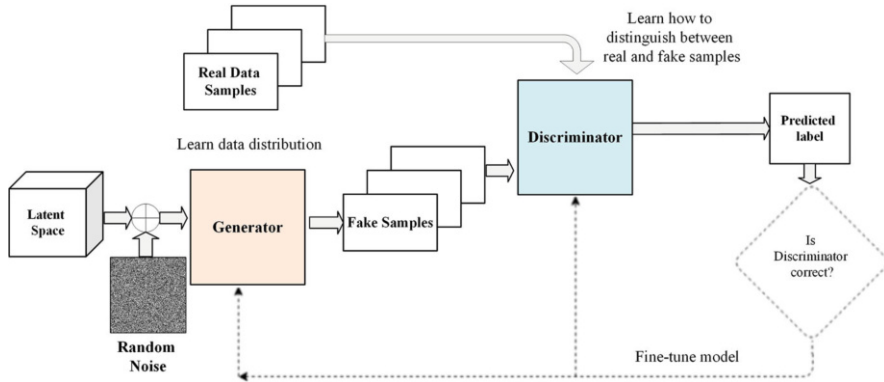 Learn how to
distinguish between
real and fake samples
Real Data
Samples
Predicted
label
Discriminator
Learn data distribution
Latent
Space
Generator
Fake Samples
Is
Discriminator
correct?
Random
Noise
Fine-tune model